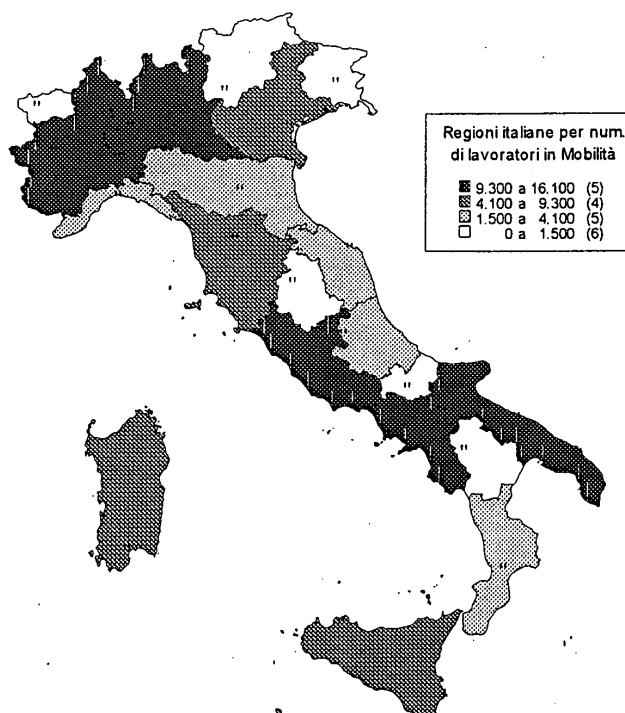 Regioni italiane per num.
di lavoratori in Mobilità
9.300 a 16.100 (5)
4.100 a 9.300 (4)
1.500 a 4.100 (5)
0 a 1.500 (6)